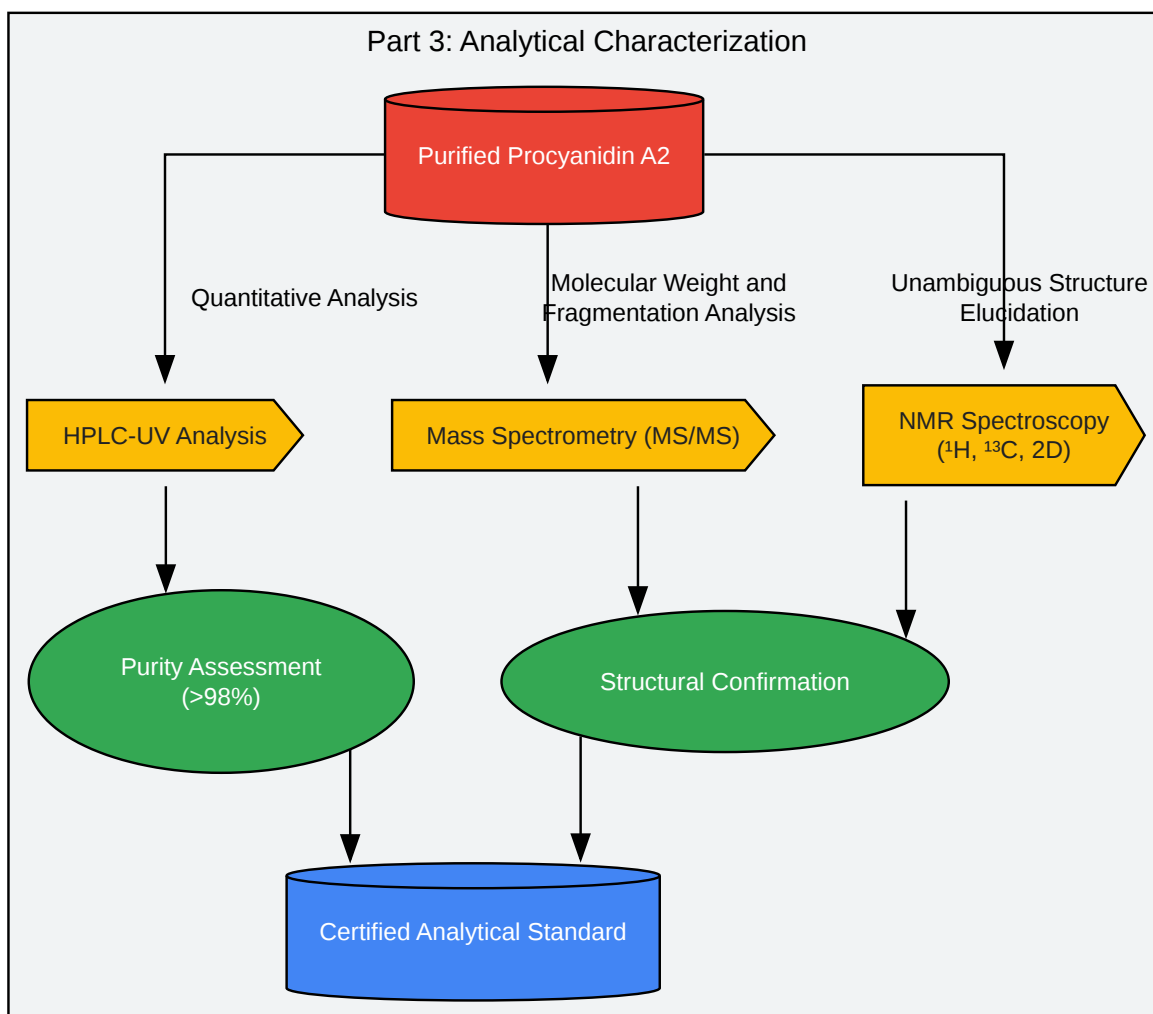 Part 3: Analytical Characterization
Purified Procyanidin A2
Quantitative Analysis
Molecular Weight and
Fragmentation Analysis
Unambiguous Structure
Elucidation
HPLC-UV Analysis
Mass Spectrometry (MS/MS)
NMR Spectroscopy
(¹H, ¹³C, 2D)
Purity Assessment
(>98%)
Structural Confirmation
Certified Analytical Standard